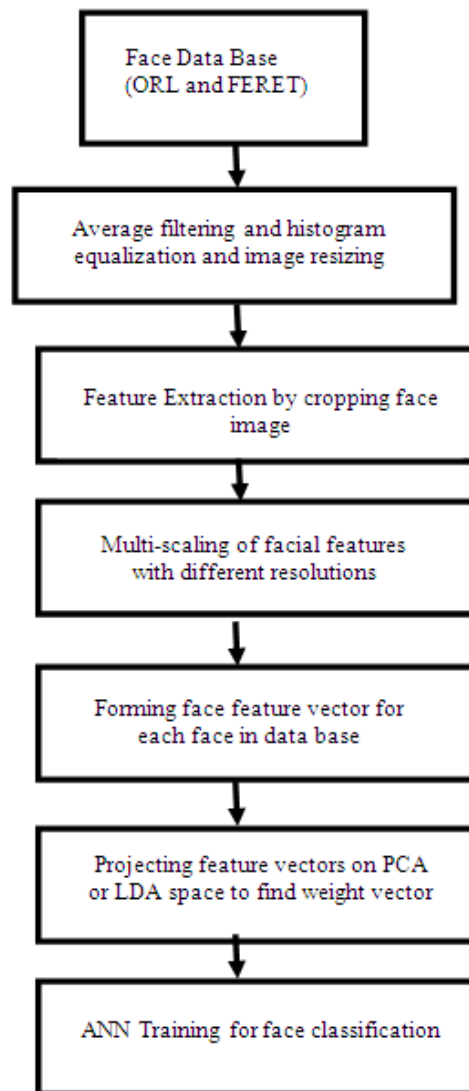 Face Data Base
(ORL and FERET)
Average filtering and histogram
equalization and image resizing
Feature Extraction by cropping face
image
Multi-scaling of facial features
with different resolutions
Forming face feature vector for
each face in data base
Projecting feature vectors on PCA
or LDA space to find weight vector
ANN Training for face classification